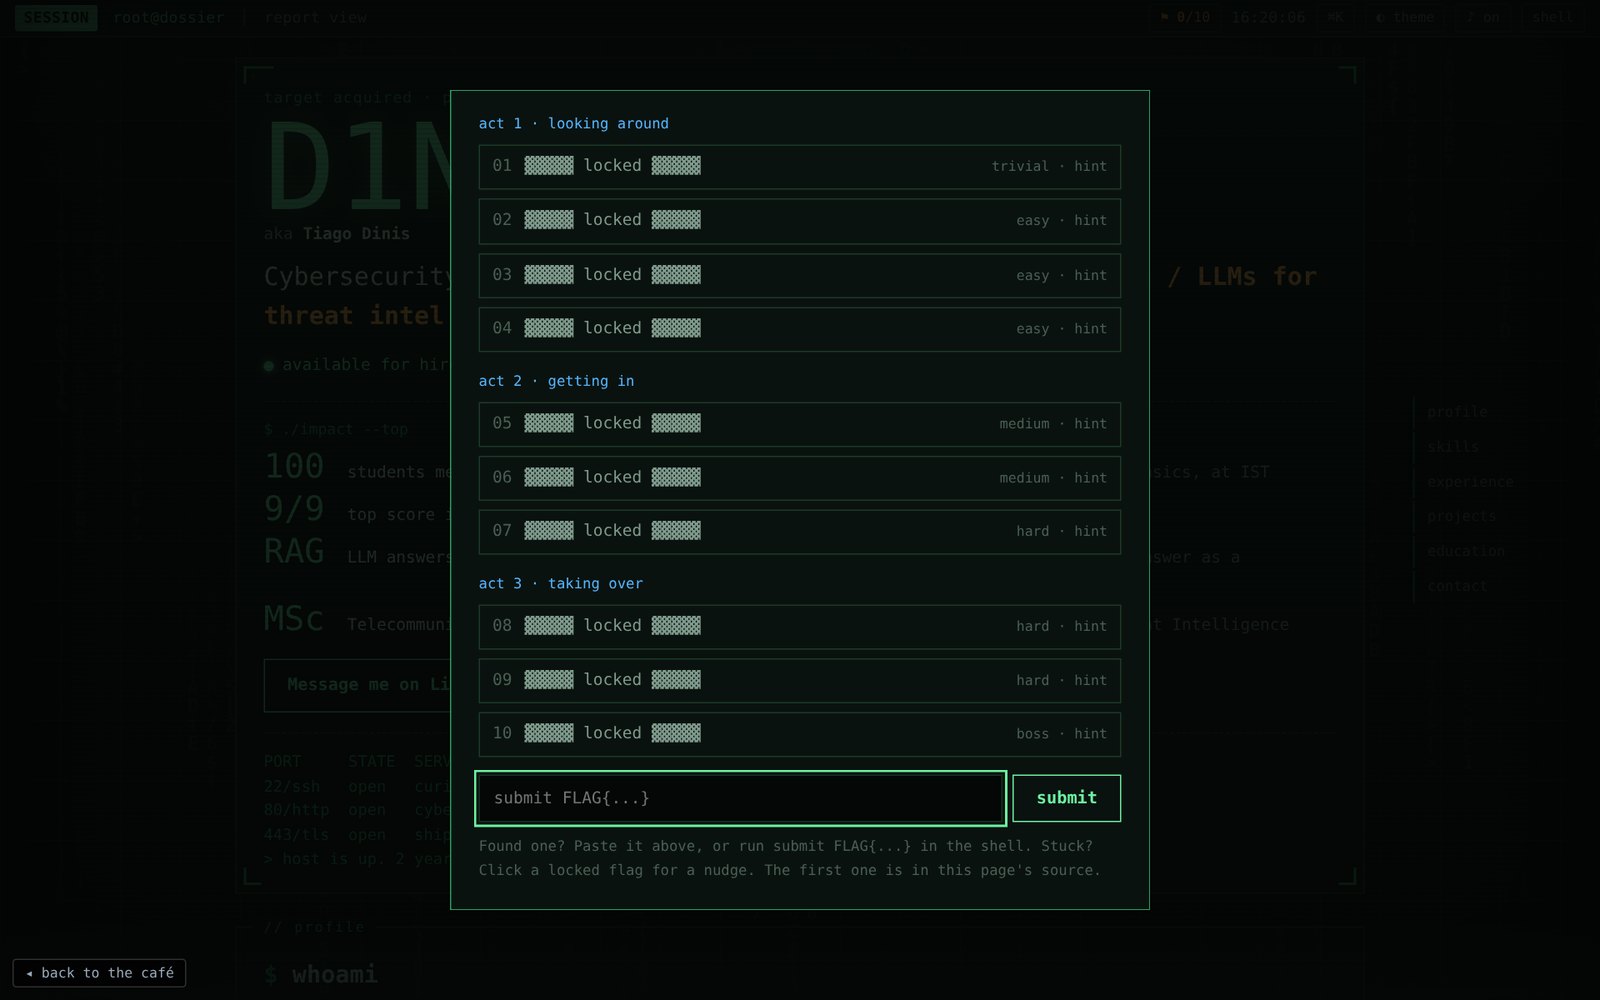 SESSION root@dossier | report view
⚑ 0/10 16:20:06 ⌘K ◐ theme ♪ on shell
target acquired ·
D1N
aka Tiago Dinis
Cybersecurity / LLMs for
threat intel
● available for hir
$ ./impact --top
100 students me sics, at IST
9/9 top score
RAG LLM answers swer as a
MSc Telecommuni t Intelligence
Message me on Li
PORT STATE SERV
22/ssh open curi
80/http open cybe
443/tls open ship
> host is up. 2 year
// profile
$ whoami
◂ back to the café
profile
skills
experience
projects
education
contact
act 1 · looking around
01 ▓▓▓▓▓▓ locked ▓▓▓▓▓▓ trivial · hint
02 ▓▓▓▓▓▓ locked ▓▓▓▓▓▓ easy · hint
03 ▓▓▓▓▓▓ locked ▓▓▓▓▓▓ easy · hint
04 ▓▓▓▓▓▓ locked ▓▓▓▓▓▓ easy · hint
act 2 · getting in
05 ▓▓▓▓▓▓ locked ▓▓▓▓▓▓ medium · hint
06 ▓▓▓▓▓▓ locked ▓▓▓▓▓▓ medium · hint
07 ▓▓▓▓▓▓ locked ▓▓▓▓▓▓ hard · hint
act 3 · taking over
08 ▓▓▓▓▓▓ locked ▓▓▓▓▓▓ hard · hint
09 ▓▓▓▓▓▓ locked ▓▓▓▓▓▓ hard · hint
10 ▓▓▓▓▓▓ locked ▓▓▓▓▓▓ boss · hint
submit FLAG{...} submit
Found one? Paste it above, or run submit FLAG{...} in the shell. Stuck?
Click a locked flag for a nudge. The first one is in this page's source.